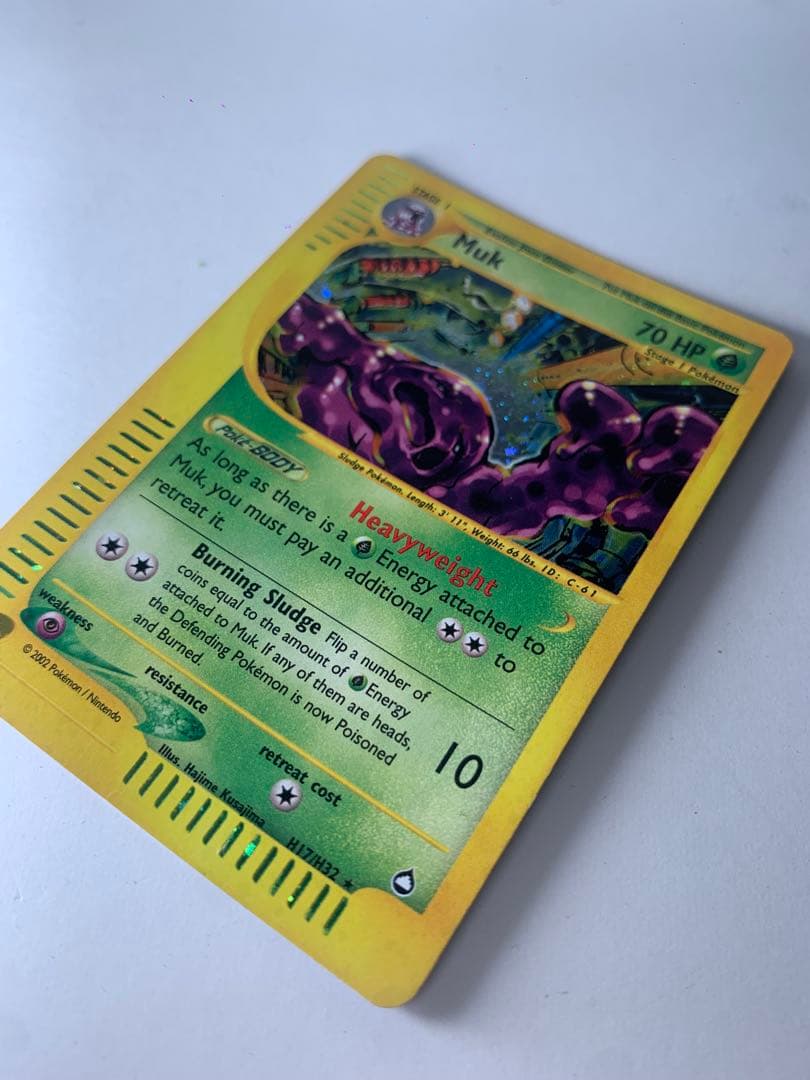 STAGE 1
Muk
70 HP
Stage 1 Pokémon
Sludge Pokémon. Length: 3' 11", Weight: 66 lbs. ID: C-61
Poké-BODY
Heavyweight
As long as there is a Energy attached to
Muk, you must pay an additional to
retreat it.
Burning Sludge Flip a number of
coins equal to the amount of Energy
attached to Muk. If any of them are heads,
the Defending Pokémon is now Poisoned
and Burned.
10
weakness
resistance
retreat cost
© 2002 Pokémon / Nintendo
Illus. Hajime Kusajima
H17/H32